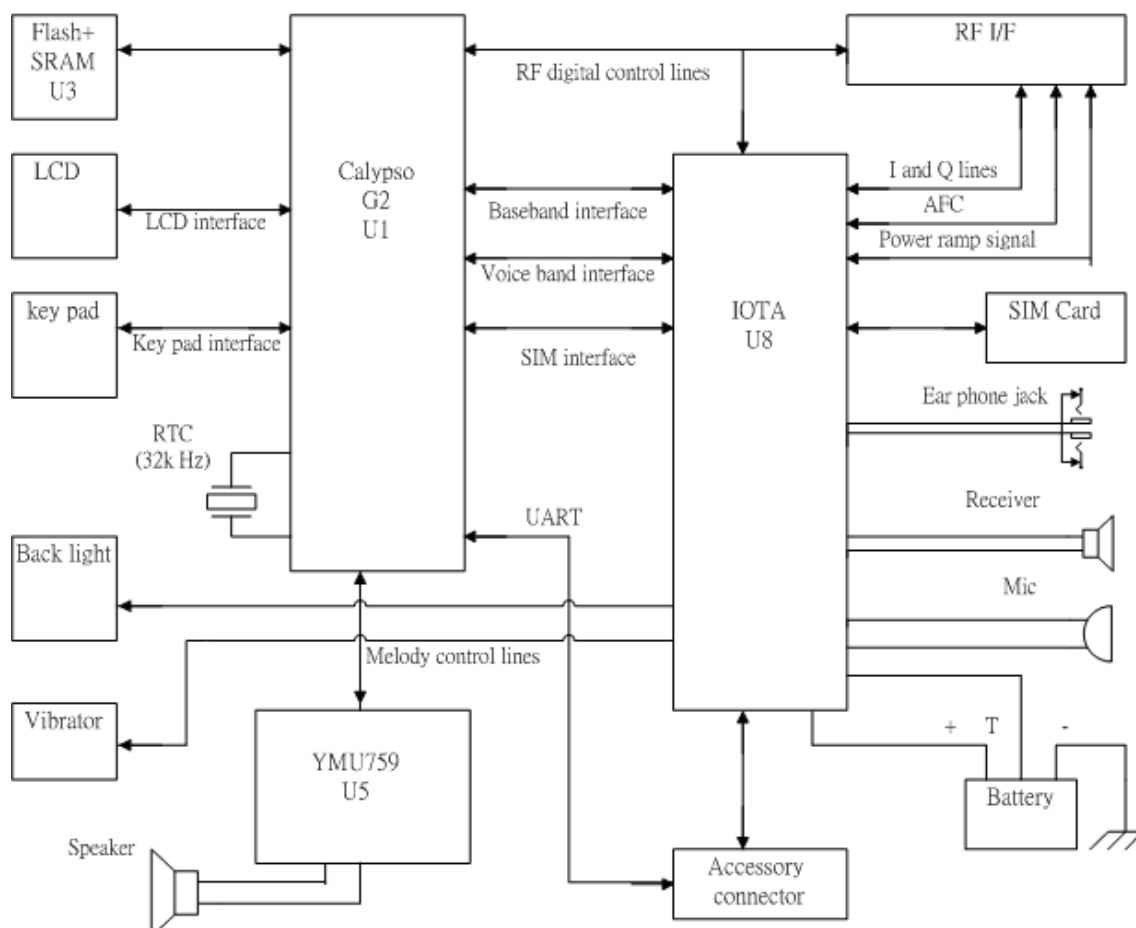 Flash+
SRAM
U3
RF I/F
RF digital control lines
LCD
LCD interface
Calypso
G2
U1
Baseband interface
I and Q lines
AFC
Power ramp signal
Voice band interface
key pad
Key pad interface
SIM interface
IOTA
U8
SIM Card
Ear phone jack
RTC
(32k Hz)
UART
Receiver
Back light
Mic
Melody control lines
Vibrator
YMU759
U5
+ T -
Battery
Speaker
Accessory
connector